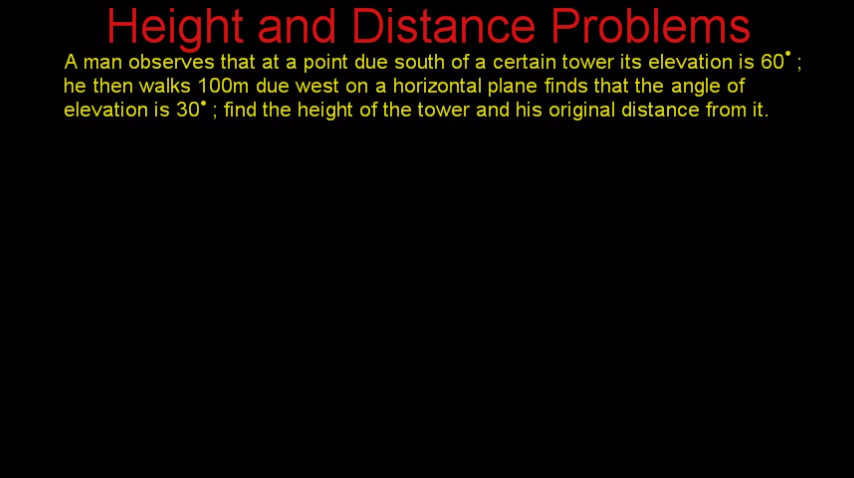 Height and Distance Problems
A man observes that at a point due south of a certain tower its elevation is 60° ;
he then walks 100m due west on a horizontal plane finds that the angle of
elevation is 30° ; find the height of the tower and his original distance from it.